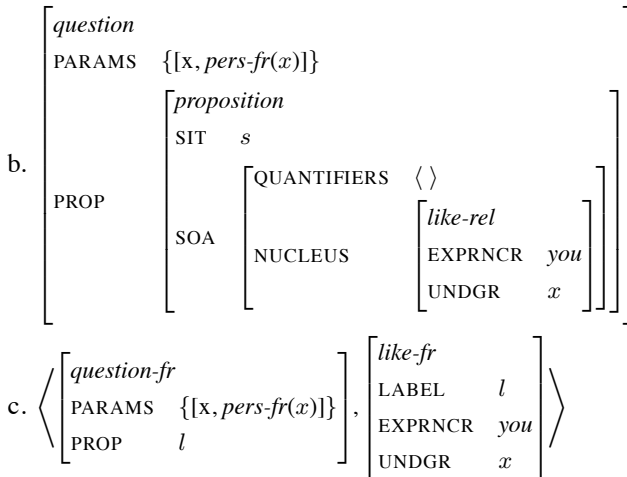 question
PARAMS {[x, pers-fr(x)]}
proposition
SIT s
QUANTIFIERS ⟨ ⟩
b.
PROP
like-rel
SOA
NUCLEUS
EXPRNCR you
UNDGR x
question-fr
PARAMS {[x, pers-fr(x)]}
PROP l
c. ⟨ , ⟩
like-fr
LABEL l
EXPRNCR you
UNDGR x